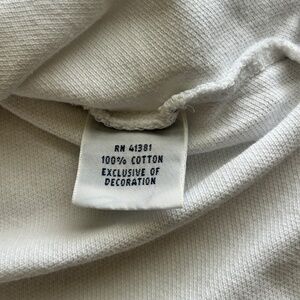 RN 41381
100% COTTON
EXCLUSIVE OF
DECORATION